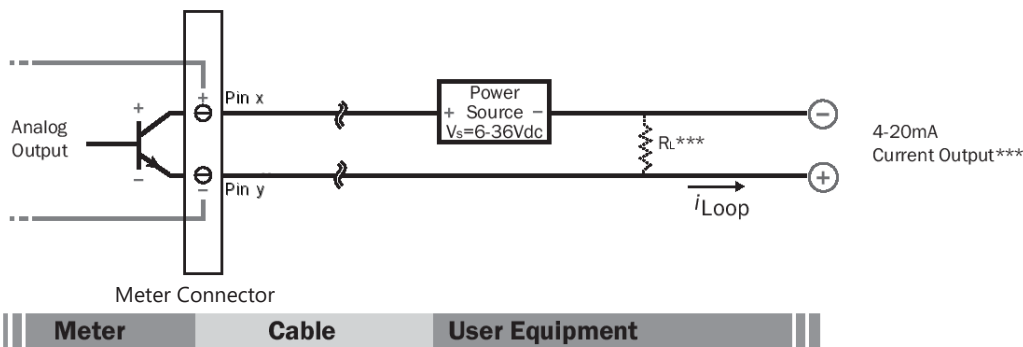 Pin x
+
Power
+ Source −
Vs=6-36Vdc
+
−
Analog
Output
RL***
4-20mA
Current Output***
−
−
Pin y
+
iLoop
Meter Connector
Meter
Cable
User Equipment